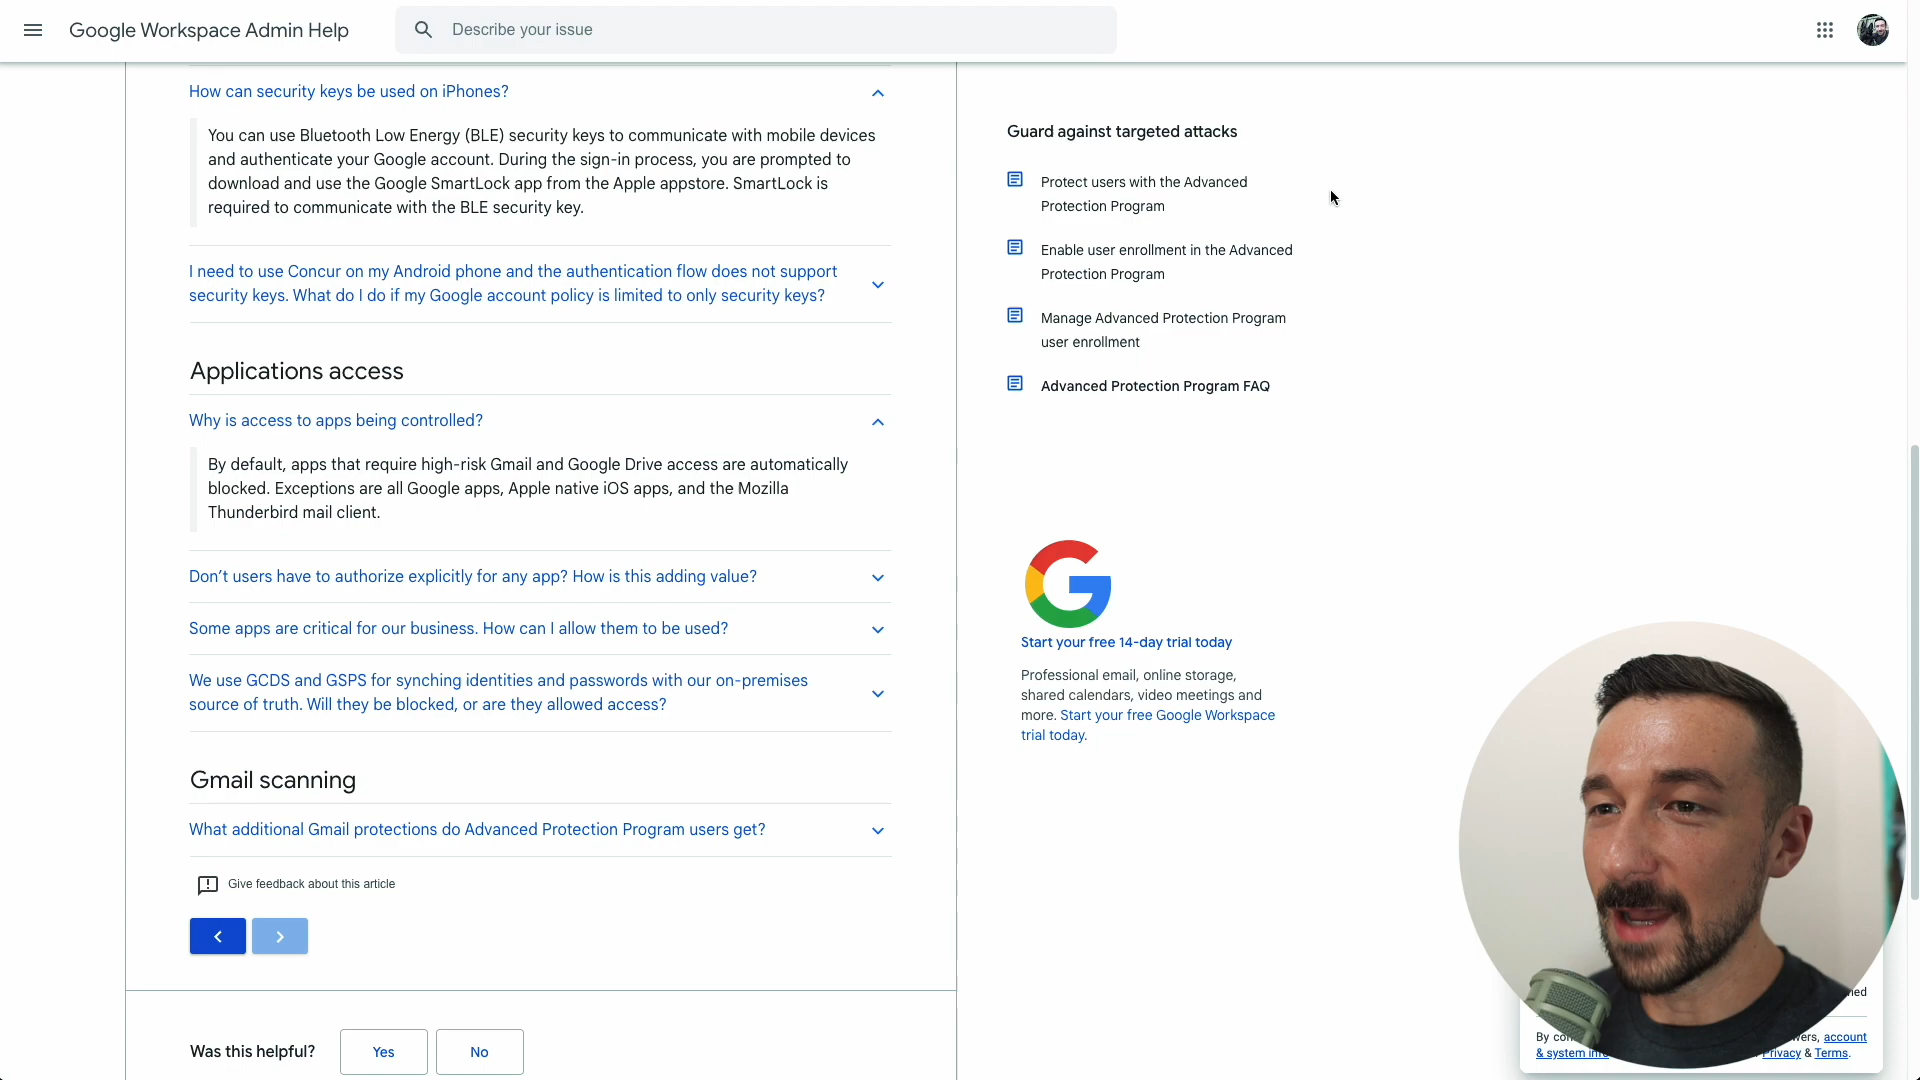 Google Workspace Admin Help
Describe your issue
How can security keys be used on iPhones?
You can use Bluetooth Low Energy (BLE) security keys to communicate with mobile devices
and authenticate your Google account. During the sign-in process, you are prompted to
download and use the Google SmartLock app from the Apple appstore. SmartLock is
required to communicate with the BLE security key.
I need to use Concur on my Android phone and the authentication flow does not support
security keys. What do I do if my Google account policy is limited to only security keys?
Applications access
Why is access to apps being controlled?
By default, apps that require high-risk Gmail and Google Drive access are automatically
blocked. Exceptions are all Google apps, Apple native iOS apps, and the Mozilla
Thunderbird mail client.
Don’t users have to authorize explicitly for any app? How is this adding value?
Some apps are critical for our business. How can I allow them to be used?
We use GCDS and GSPS for synching identities and passwords with our on-premises
source of truth. Will they be blocked, or are they allowed access?
Gmail scanning
What additional Gmail protections do Advanced Protection Program users get?
Give feedback about this article
Was this helpful?
Yes
No
Guard against targeted attacks
Protect users with the Advanced
Protection Program
Enable user enrollment in the Advanced
Protection Program
Manage Advanced Protection Program
user enrollment
Advanced Protection Program FAQ
Start your free 14-day trial today
Professional email, online storage,
shared calendars, video meetings and
more. Start your free Google Workspace
trial today.
By account
& system Privacy & Terms.